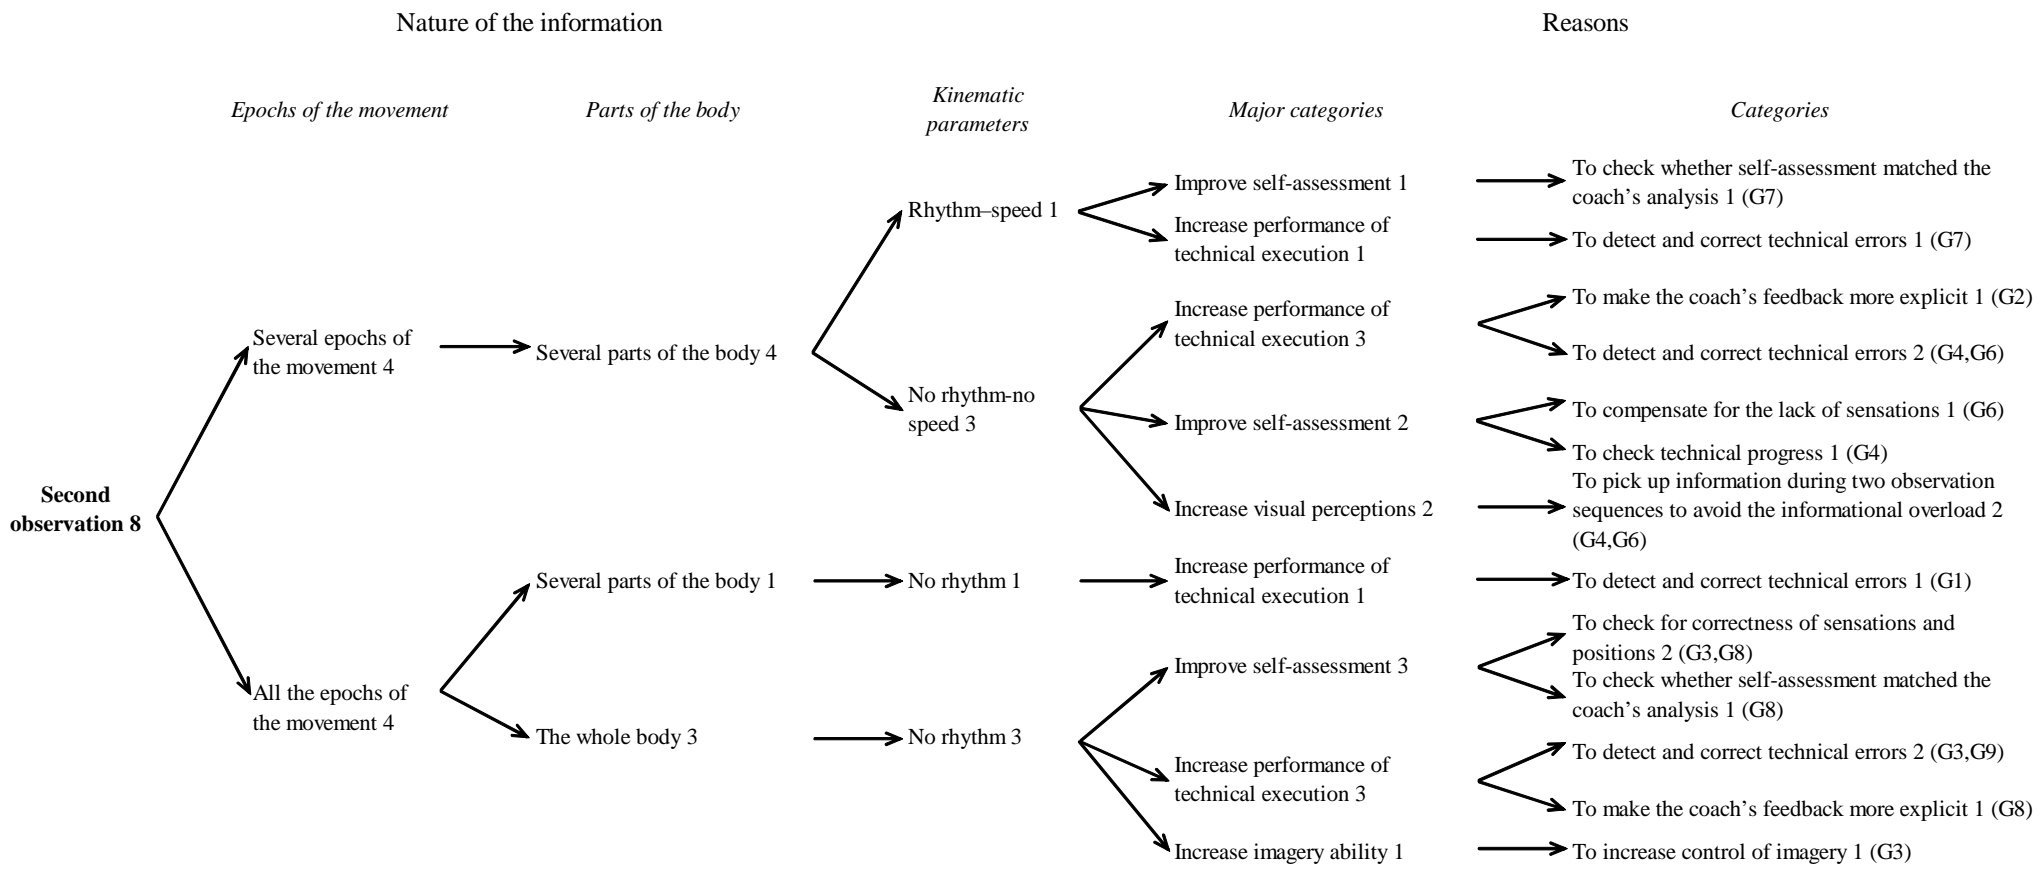 Nature of the information
Reasons
Epochs of the movement
Parts of the body
Kinematic
parameters
Major categories
Categories
Second
observation 8
Several epochs of
the movement 4
Several parts of the body 4
Rhythm–speed 1
Improve self-assessment 1
To check whether self-assessment matched the
coach’s analysis 1 (G7)
Increase performance of
technical execution 1
To detect and correct technical errors 1 (G7)
No rhythm-no
speed 3
Increase performance of
technical execution 3
To make the coach’s feedback more explicit 1 (G2)
To detect and correct technical errors 2 (G4,G6)
Improve self-assessment 2
To compensate for the lack of sensations 1 (G6)
To check technical progress 1 (G4)
Increase visual perceptions 2
To pick up information during two observation
sequences to avoid the informational overload 2
(G4,G6)
All the epochs of
the movement 4
Several parts of the body 1
No rhythm 1
Increase performance of
technical execution 1
To detect and correct technical errors 1 (G1)
The whole body 3
No rhythm 3
Improve self-assessment 3
To check for correctness of sensations and
positions 2 (G3,G8)
To check whether self-assessment matched the
coach’s analysis 1 (G8)
Increase performance of
technical execution 3
To detect and correct technical errors 2 (G3,G9)
To make the coach’s feedback more explicit 1 (G8)
Increase imagery ability 1
To increase control of imagery 1 (G3)